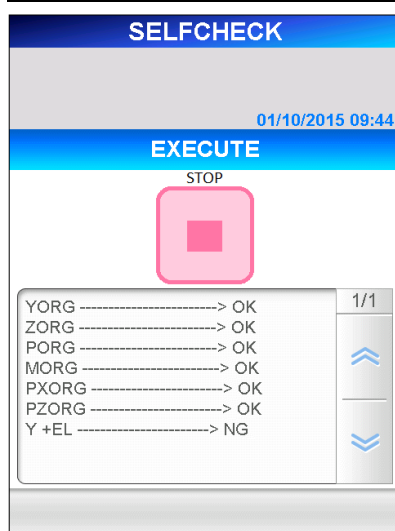 SELFCHECK
01/10/2015 09:44
EXECUTE
STOP
1/1
YORG -----------------------> OK
ZORG -----------------------> OK
PORG -----------------------> OK
MORG -----------------------> OK
PXORG ----------------------> OK
PZORG ----------------------> OK
Y +EL ----------------------> NG